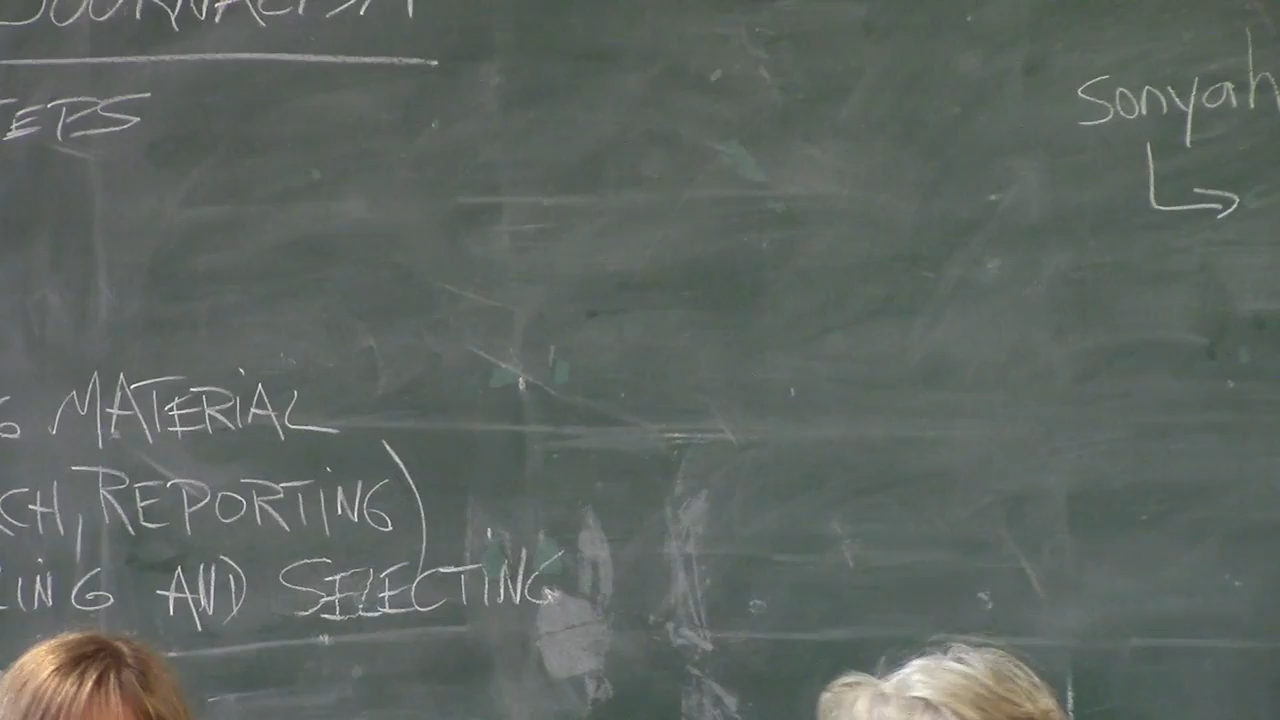 JOURNALISM
TEPS
Sonyah
G MATERIAL
CH, REPORTING)
LING AND SELECTING